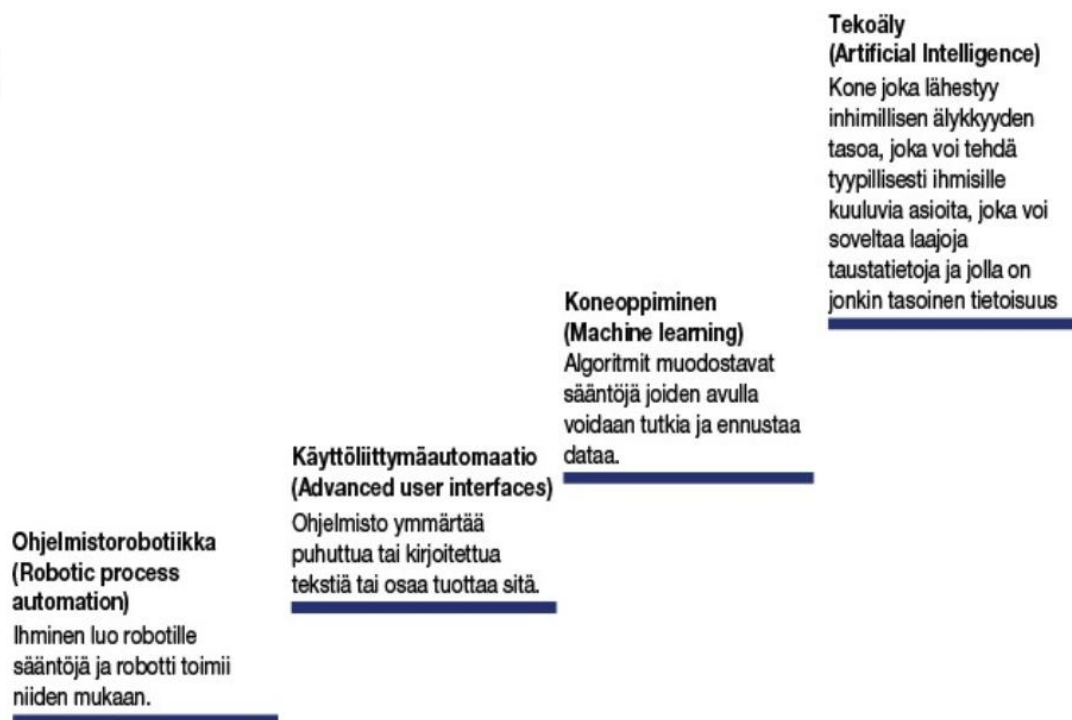 Tekoäly
(Artificial Intelligence)
Kone joka lähestyy
inhimillisen älykkyyden
tasoa, joka voi tehdä
tyypillisesti ihmisille
kuuluvia asioita, joka voi
soveltaa laajoja
taustatietoja ja jolla on
jonkin tasoinen tietoisuus
Koneoppiminen
(Machine learning)
Algoritmit muodostavat
sääntöjä joiden avulla
voidaan tutkia ja ennustaa
dataa.
Käyttöliittymäautomaatio
(Advanced user interfaces)
Ohjelmisto ymmärtää
puhuttua tai kirjoitettua
tekstiä tai osaa tuottaa sitä.
Ohjelmistorobotiikka
(Robotic process
automation)
Ihminen luo robotille
sääntöjä ja robotti toimii
niiden mukaan.